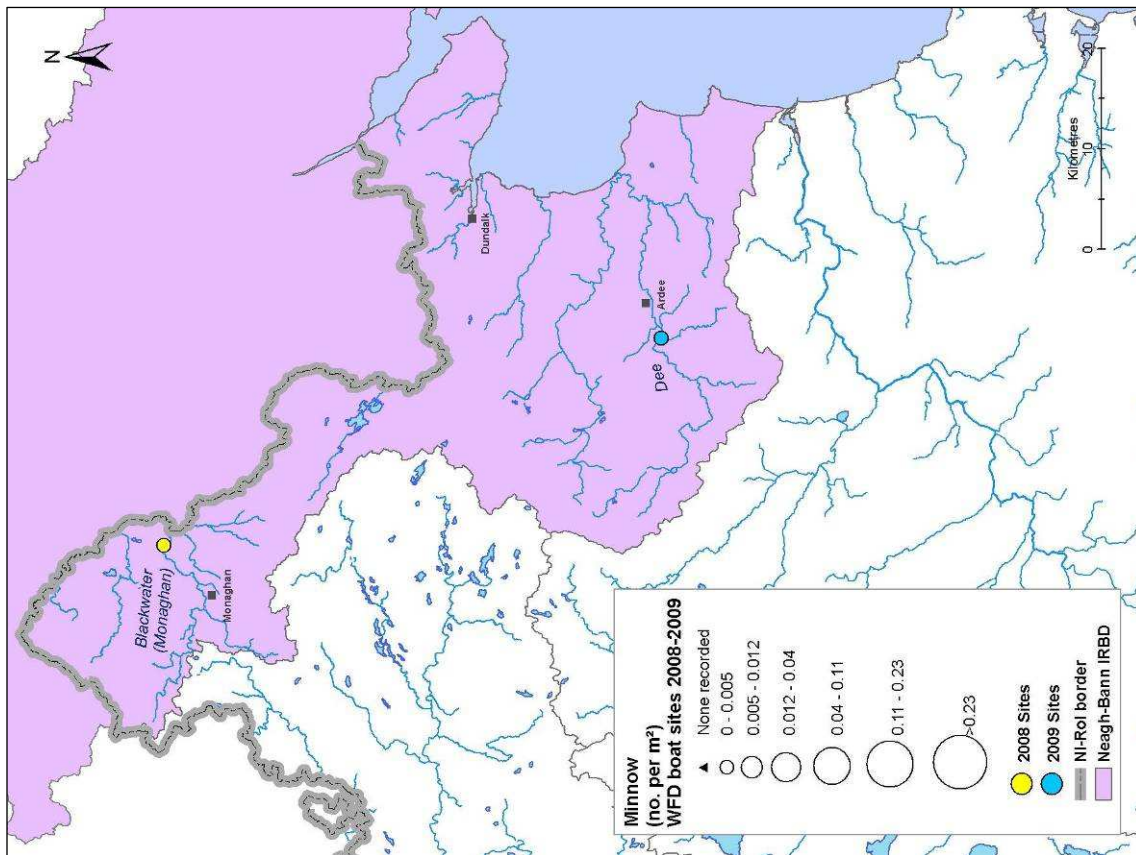 N
Blackwater
(Monaghan)
Monaghan
Dundalk
Ardee
Dee
Minnow
(no. per m²)
WFD boat sites 2008-2009
None recorded
0 - 0.005
0.005 - 0.012
0.012 - 0.04
0.04 - 0.11
0.11 - 0.23
>0.23
2008 Sites
2009 Sites
NI-RoI border
Neagh-Bann IRBD
0 10 20
Kilometres